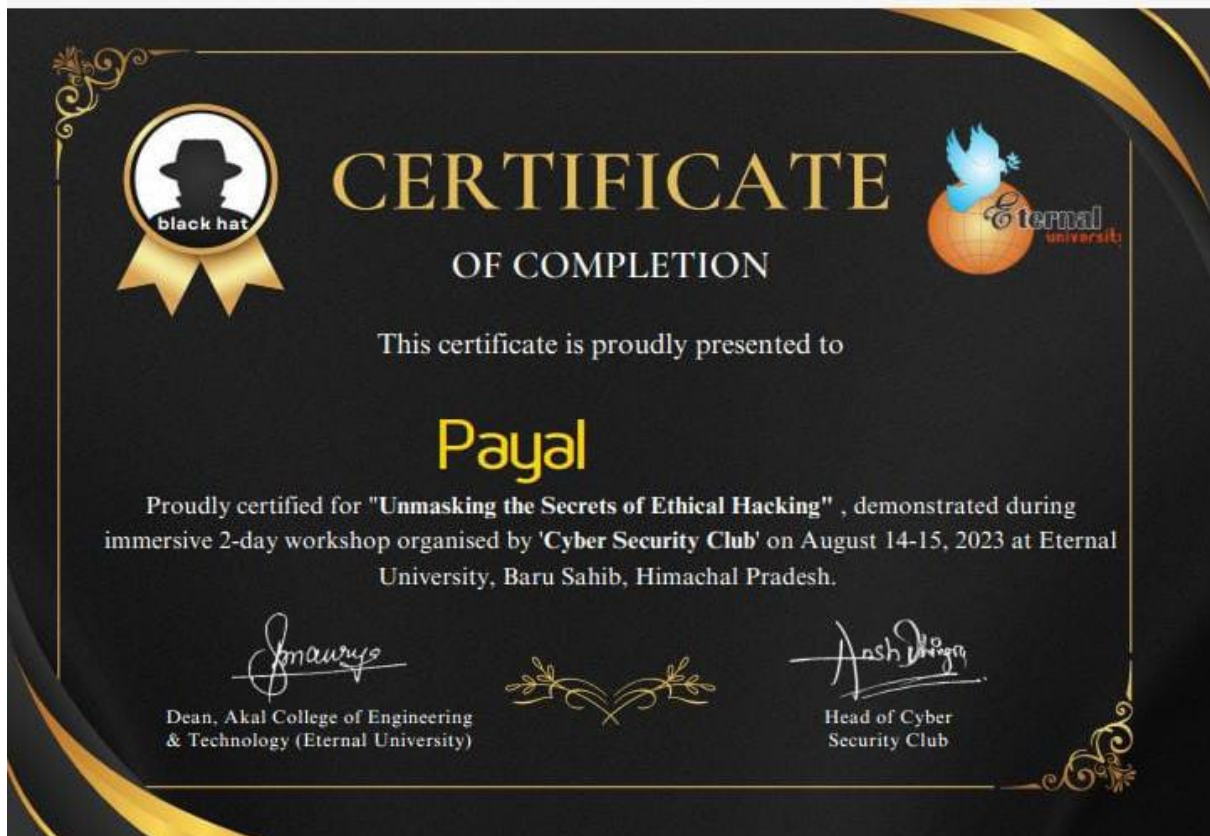 black hat
CERTIFICATE
Eternal
university
OF COMPLETION
This certificate is proudly presented to
Payal
Proudly certified for "Unmasking the Secrets of Ethical Hacking" , demonstrated during
immersive 2-day workshop organised by 'Cyber Security Club' on August 14-15, 2023 at Eternal
University, Baru Sahib, Himachal Pradesh.
Dean, Akal College of Engineering
& Technology (Eternal University)
Head of Cyber
Security Club